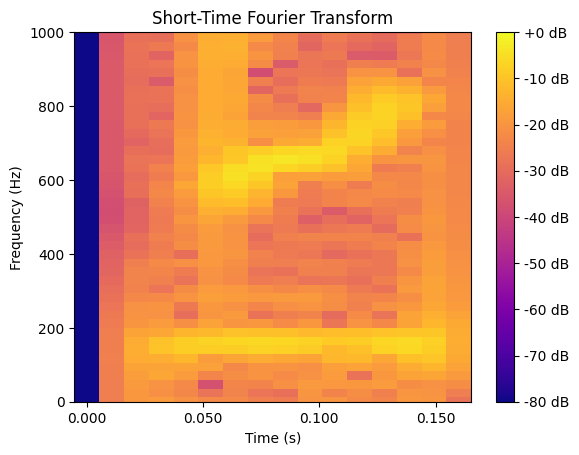 Short-Time Fourier Transform
1000
800
600
400
200
0
Frequency (Hz)
0.000
0.050
0.100
0.150
Time (s)
+0 dB
-10 dB
-20 dB
-30 dB
-40 dB
-50 dB
-60 dB
-70 dB
-80 dB